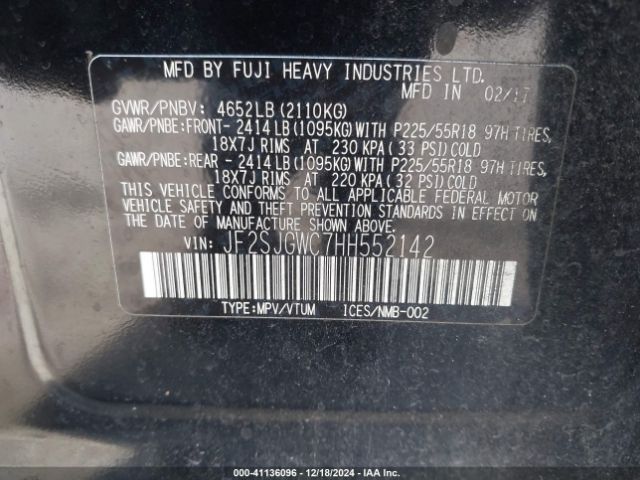 MFD BY FUJI HEAVY INDUSTRIES LTD.
MFD IN 02/17
GVWR/PNBV: 4652LB(2110KG)
GAWR/PNBE:FRONT- 2414LB(1095KG)WITH P225/55R18 97H TIRES,
18X7J RIMS AT 230 KPA(33 PSI)COLD
GAWR/PNBE:REAR - 2414LB(1095KG)WITH P225/55R18 97H TIRES,
18X7J RIMS AT 220 KPA(32 PSI)COLD
THIS VEHICLE CONFORMS TO ALL APPLICABLE FEDERAL MOTOR
VEHICLE SAFETY AND THEFT PREVENTION STANDARDS IN EFFECT ON
THE DATE OF MANUFACTURE SHOWN ABOVE.
VIN: JF2SJGWC7HH552142
TYPE:MPV/VTUM ICES/NMB-002
000-41136096 - 12/18/2024 - IAA Inc.